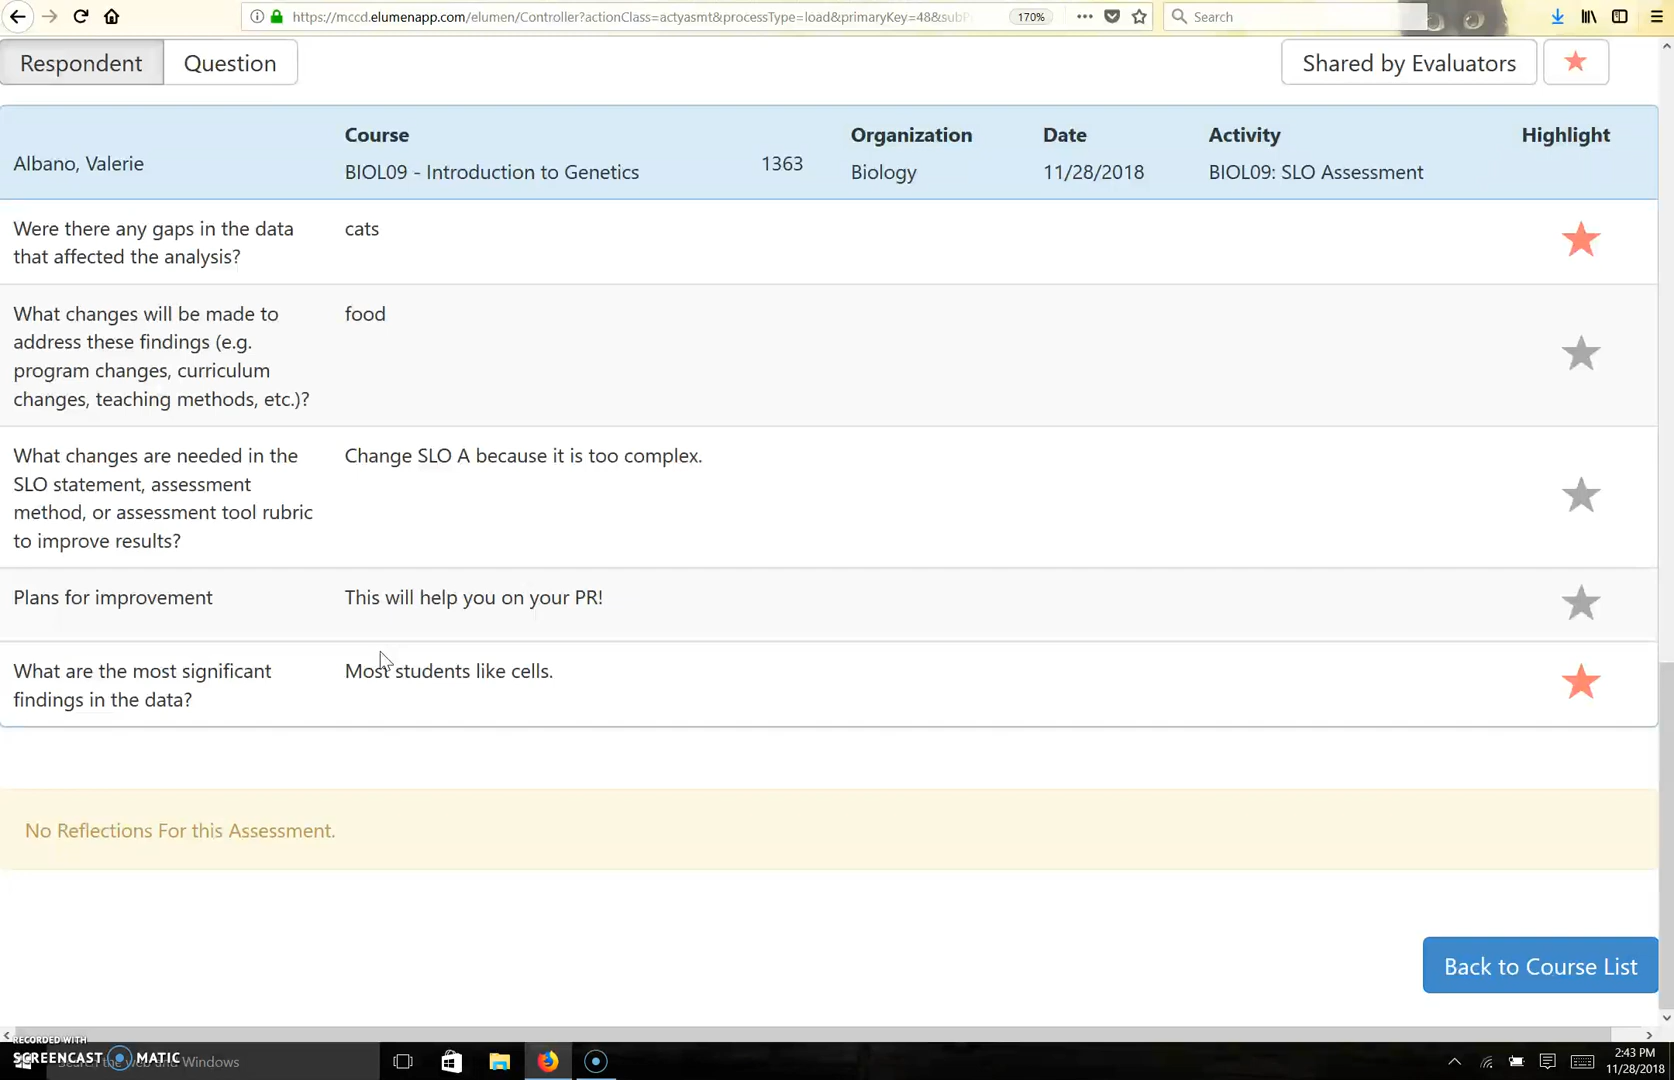 https://mccd.elumenapp.com/elumen/Controller?actionClass=actyasmt&processType=load&primaryKey=48&subP
170%
Search
Respondent
Question
Shared by Evaluators
Albano, Valerie
Course
BIOL09 - Introduction to Genetics
1363
Organization
Biology
Date
11/28/2018
Activity
BIOL09: SLO Assessment
Highlight
Were there any gaps in the data
that affected the analysis?
cats
What changes will be made to
address these findings (e.g.
program changes, curriculum
changes, teaching methods, etc.)?
food
What changes are needed in the
SLO statement, assessment
method, or assessment tool rubric
to improve results?
Change SLO A because it is too complex.
Plans for improvement
This will help you on your PR!
What are the most significant
findings in the data?
Most students like cells.
No Reflections For this Assessment.
Back to Course List
RECORDED WITH
SCREENCAST MATIC
the web and Windows
2:43 PM
11/28/2018